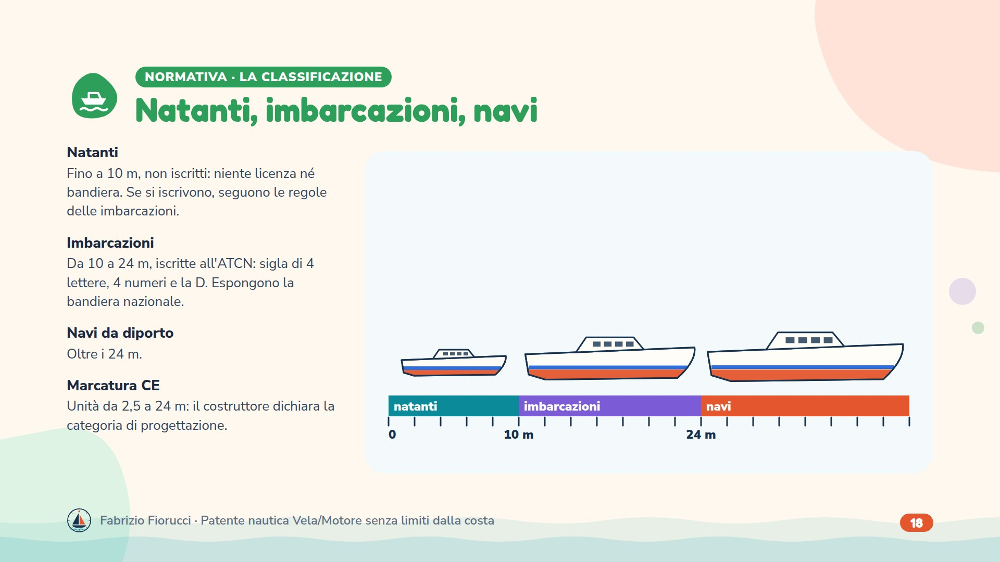 NORMATIVA · LA CLASSIFICAZIONE
Natanti, imbarcazioni, navi
Natanti
Fino a 10 m, non iscritti: niente licenza né
bandiera. Se si iscrivono, seguono le regole
delle imbarcazioni.
Imbarcazioni
Da 10 a 24 m, iscritte all'ATCN: sigla di 4
lettere, 4 numeri e la D. Espongono la
bandiera nazionale.
Navi da diporto
Oltre i 24 m.
Marcatura CE
Unità da 2,5 a 24 m: il costruttore dichiara la
categoria di progettazione.
natanti imbarcazioni navi
0 10 m 24 m
Fabrizio Fiorucci · Patente nautica Vela/Motore senza limiti dalla costa
18